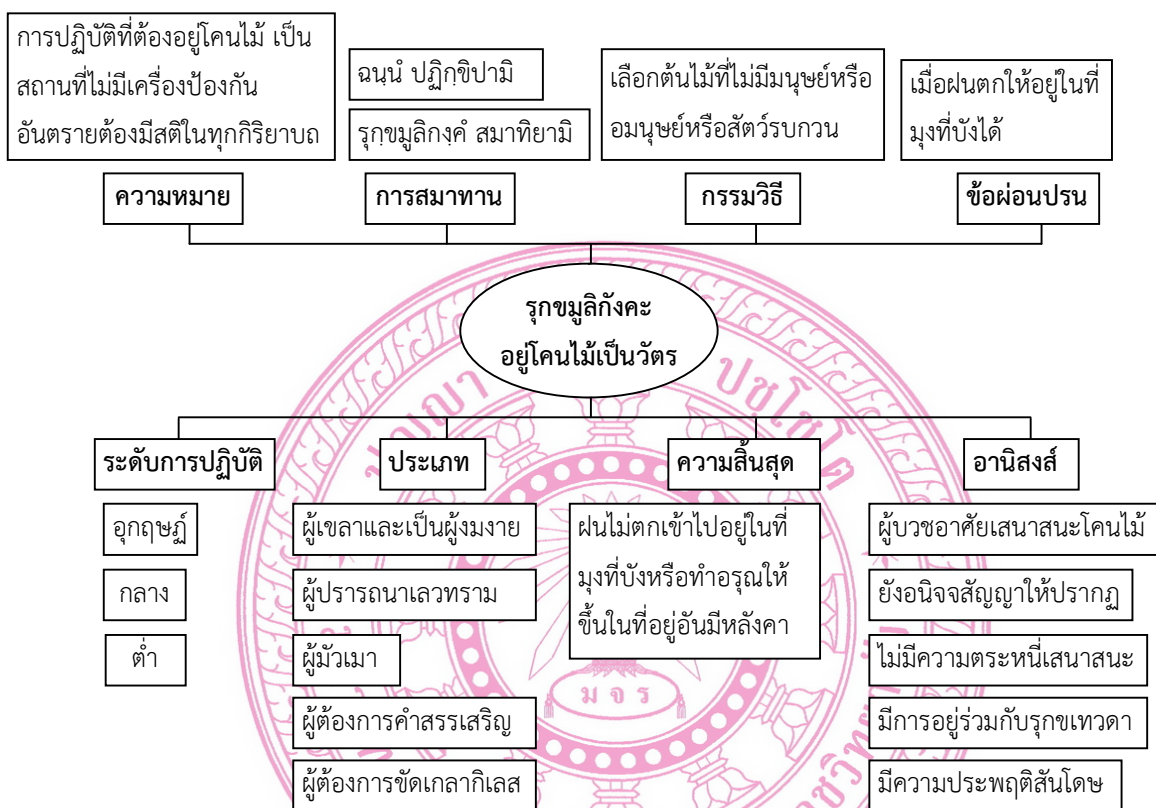 การปฏิบัติที่ต้องอยู่โคนไม้ เป็น
สถานที่ไม่มีเครื่องป้องกัน
อันตรายต้องมีสติในทุกกิริยาบถ
ฉนฺนํ ปฏิกฺขิปามิ
รุกฺขมูลิกงฺคํ สมาทิยามิ
เลือกต้นไม้ที่ไม่มีมนุษย์หรือ
อมนุษย์หรือสัตว์รบกวน
เมื่อฝนตกให้อยู่ในที่
มุงที่บังได้
ความหมาย
การสมาทาน
กรรมวิธี
ข้อผ่อนปรน
รุกขมูลิกังคะ
อยู่โคนไม้เป็นวัตร
ระดับการปฏิบัติ
ประเภท
ความสิ้นสุด
อานิสงส์
อุกฤษฏ์
กลาง
ต่ำ
ผู้เขลาและเป็นผู้งมงาย
ผู้ปรารถนาเลวทราม
ผู้มัวเมา
ผู้ต้องการคำสรรเสริญ
ผู้ต้องการขัดเกลากิเลส
ฝนไม่ตกเข้าไปอยู่ในที่
มุงที่บังหรือทำอรุณให้
ขึ้นในที่อยู่อันมีหลังคา
ผู้บวชอาศัยเสนาสนะโคนไม้
ยังอนิจจสัญญาให้ปรากฏ
ไม่มีความตระหนี่เสนาสนะ
มีการอยู่ร่วมกับรุกขเทวดา
มีความประพฤติสันโดษ
ปชฺโชโต
มจร